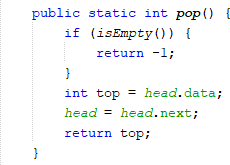 public static int pop() {
    if (isEmpty()) {
        return -1;
    }
    int top = head.data;
    head = head.next;
    return top;
}